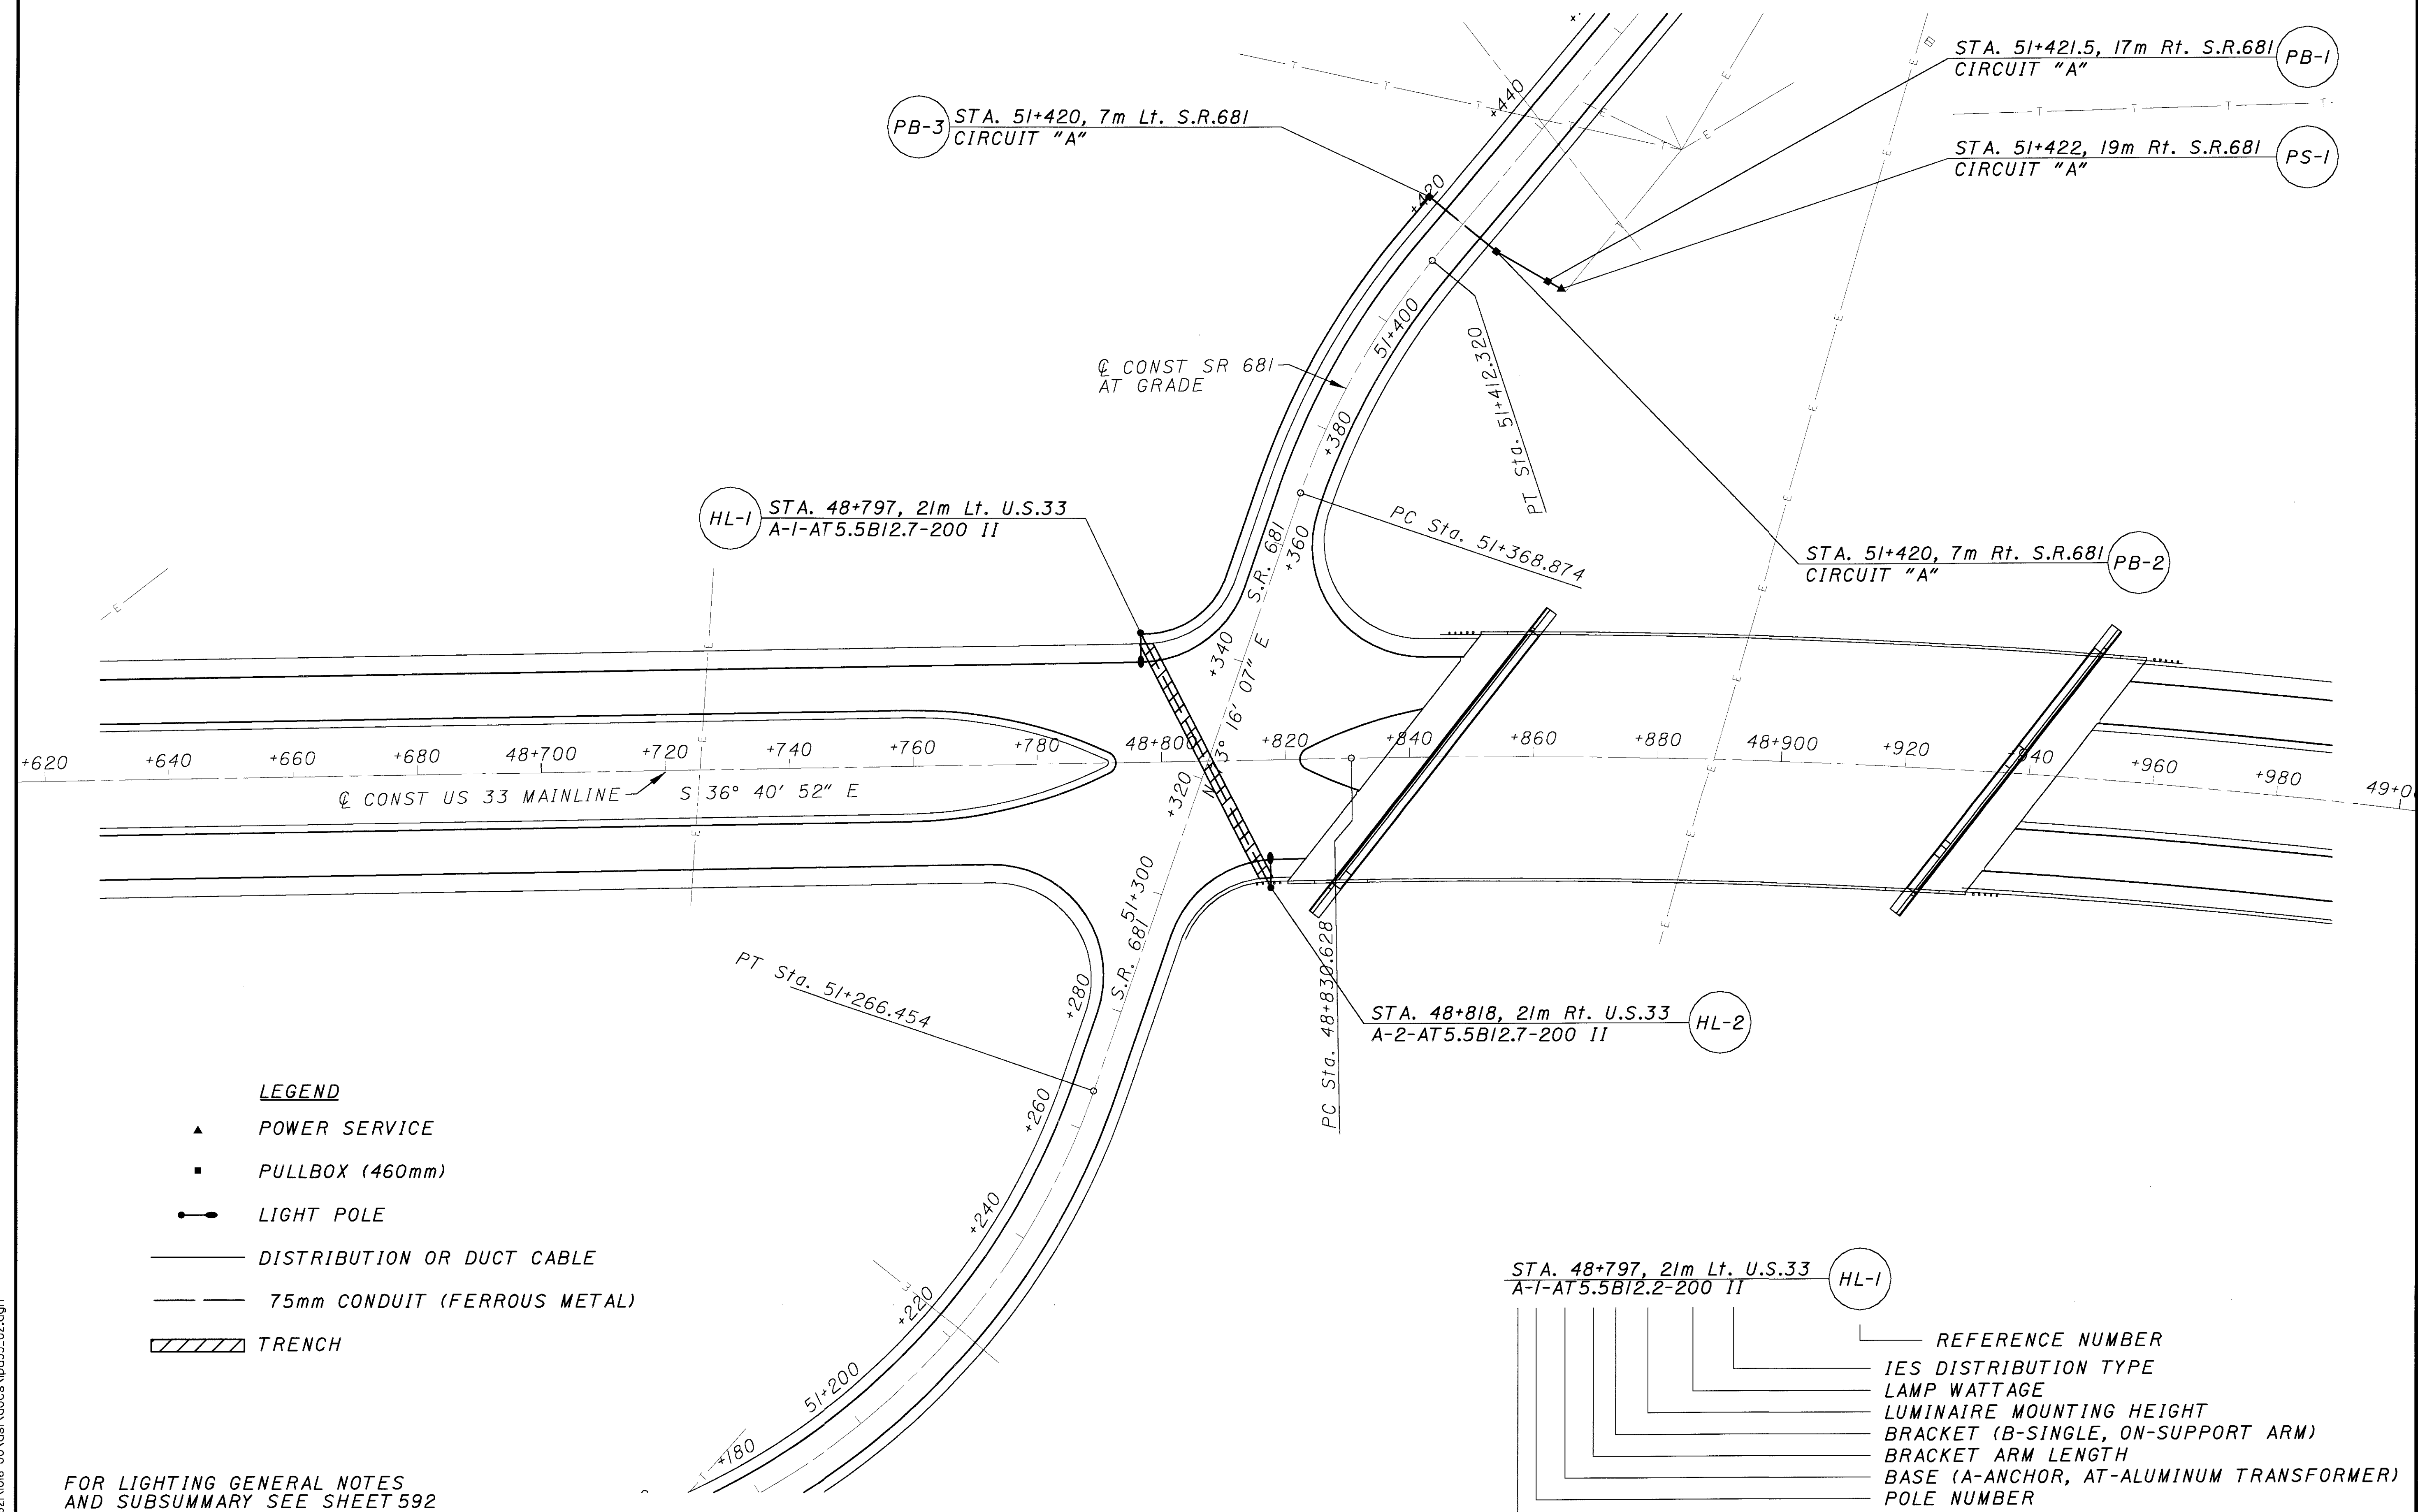 STA. 51+421.5, 17m Rt. S.R.681
CIRCUIT "A"
PB-1
PB-3
STA. 51+420, 7m Lt. S.R.681
CIRCUIT "A"
STA. 51+422, 19m Rt. S.R.681
CIRCUIT "A"
PS-1
+440
+420
51+400
+380
+360
+340
+320
51+300
+280
+260
+240
+220
51+200
+180
℄ CONST SR 681
AT GRADE
PT Sta. 51+412.320
PC Sta. 51+368.874
S.R. 681
HL-1
STA. 48+797, 21m Lt. U.S.33
A-1-AT5.5B12.7-200 II
STA. 51+420, 7m Rt. S.R.681
CIRCUIT "A"
PB-2
+620
+640
+660
+680
48+700
+720
+740
+760
+780
48+800
+820
+840
+860
+880
48+900
+920
+940
+960
+980
℄ CONST US 33 MAINLINE
S 36° 40' 52" E
3° 16' 07" E
S.R. 681
PT Sta. 51+266.454
PC Sta. 48+830.628
STA. 48+818, 21m Rt. U.S.33
A-2-AT5.5B12.7-200 II
HL-2
LEGEND
POWER SERVICE
PULLBOX (460mm)
LIGHT POLE
DISTRIBUTION OR DUCT CABLE
75mm CONDUIT (FERROUS METAL)
TRENCH
STA. 48+797, 21m Lt. U.S.33
A-1-AT5.5B12.2-200 II
HL-1
REFERENCE NUMBER
IES DISTRIBUTION TYPE
LAMP WATTAGE
LUMINAIRE MOUNTING HEIGHT
BRACKET (B-SINGLE, ON-SUPPORT ARM)
BRACKET ARM LENGTH
BASE (A-ANCHOR, AT-ALUMINUM TRANSFORMER)
POLE NUMBER
FOR LIGHTING GENERAL NOTES
AND SUBSUMMARY SEE SHEET 592